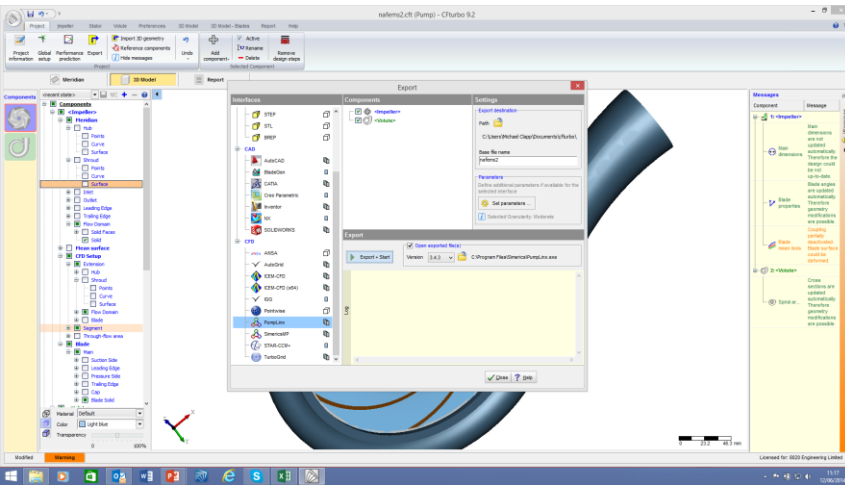 nafems2.cft (Pump) - CFturbo 9.2
Project Impeller Stator Volute Preferences 3D Model 3D Model - Blades Report Help
Project information
Global setup
Performance prediction
Export
Import 3D geometry
Reference components
Hide messages
Undo
Add component
Active
Rename
Delete
Remove design steps
Project
Selected Component
Meridian 3D Model Report
Components
<recent state>
Components
<Impeller>
Meridian
Hub
Points
Curve
Surface
Shroud
Points
Curve
Surface
Inlet
Outlet
Leading Edge
Trailing Edge
Flow Domain
Solid Faces
Solid
Mean surface
CFD Setup
Extension
Hub
Shroud
Points
Curve
Surface
Flow Domain
Blade
Segment
Through-flow area
Blade
Main
Suction Side
Leading Edge
Pressure Side
Trailing Edge
Cap
Blade Solid
Material Default
Color Light blue
Transparency
0 100%
Export
Interfaces
STEP
STL
BREP
CAD
AutoCAD
BladeGen
CATIA
Creo Parametric
Inventor
NX
SOLIDWORKS
CFD
ANSA
AutoGrid
ICEM-CFD
ICEM-CFD (x64)
IGG
Pointwise
PumpLinx
SimericsMP
STAR-CCM+
TurboGrid
Components
<Impeller>
<Volute>
Settings
Export destination
Path
C:\Users\Michael Clapp\Documents\cfturbo\
Base file name
nafems2
Parameters
Define additional parameters if available for the selected interface
Set parameters ...
Selected Granularity: Moderate
Export
Export + Start
Open exported file(s)
Version 3.4.3
C:\Program Files\Simerics\PumpLinx.exe
Log
Close Help
Messages
Component Message
1: <Impeller>
Main dimensions
Main
dimensions
are not
updated
automatically.
Therefore the
design could
be not
up-to-date.
Blade properties
Blade angles
are updated
automatically.
Therefore
geometry
modifications
are possible.
Blade mean lines
Coupling
partially
deactivated.
Blade surface
could be
deformed.
2: <Volute>
Spiral ar...
Cross
sections are
updated
automatically.
Therefore
geometry
modifications
are possible
0 23.2 46.3 mm
Modified Warning
Licensed for: 8020 Engineering Limited
11:17
12/06/2014